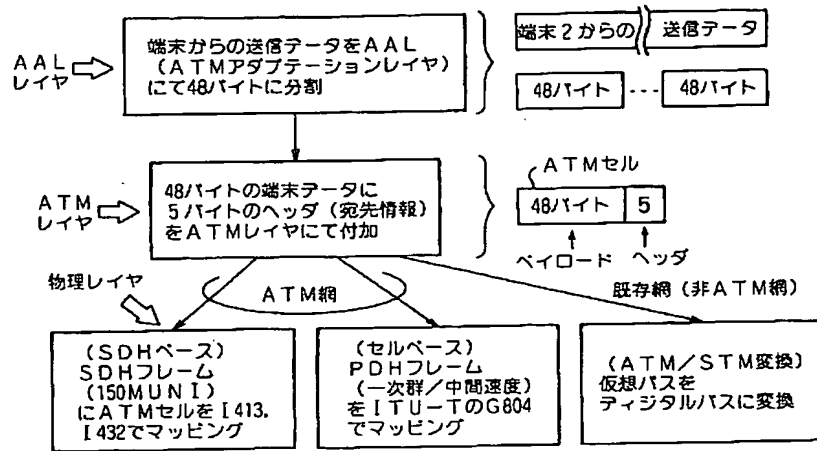 AAL
レイヤ
端末からの送信データをAAL
(ATMアダプテーションレイヤ)
にて48バイトに分割
端末2からの
送信データ
48バイト
---
48バイト
ATM
レイヤ
48バイトの端末データに
5バイトのヘッダ(宛先情報)
をATMレイヤにて付加
ATMセル
48バイト
5
ペイロード
ヘッダ
物理レイヤ
ATM網
既存網(非ATM網)
(SDHベース)
SDHフレーム
(150MUNI)
にATMセルをI413.
I432でマッピング
(セルベース)
PDHフレーム
(一次群/中間速度)
をITU-TのG804
でマッピング
(ATM/STM変換)
仮想パスを
ディジタルパスに変換